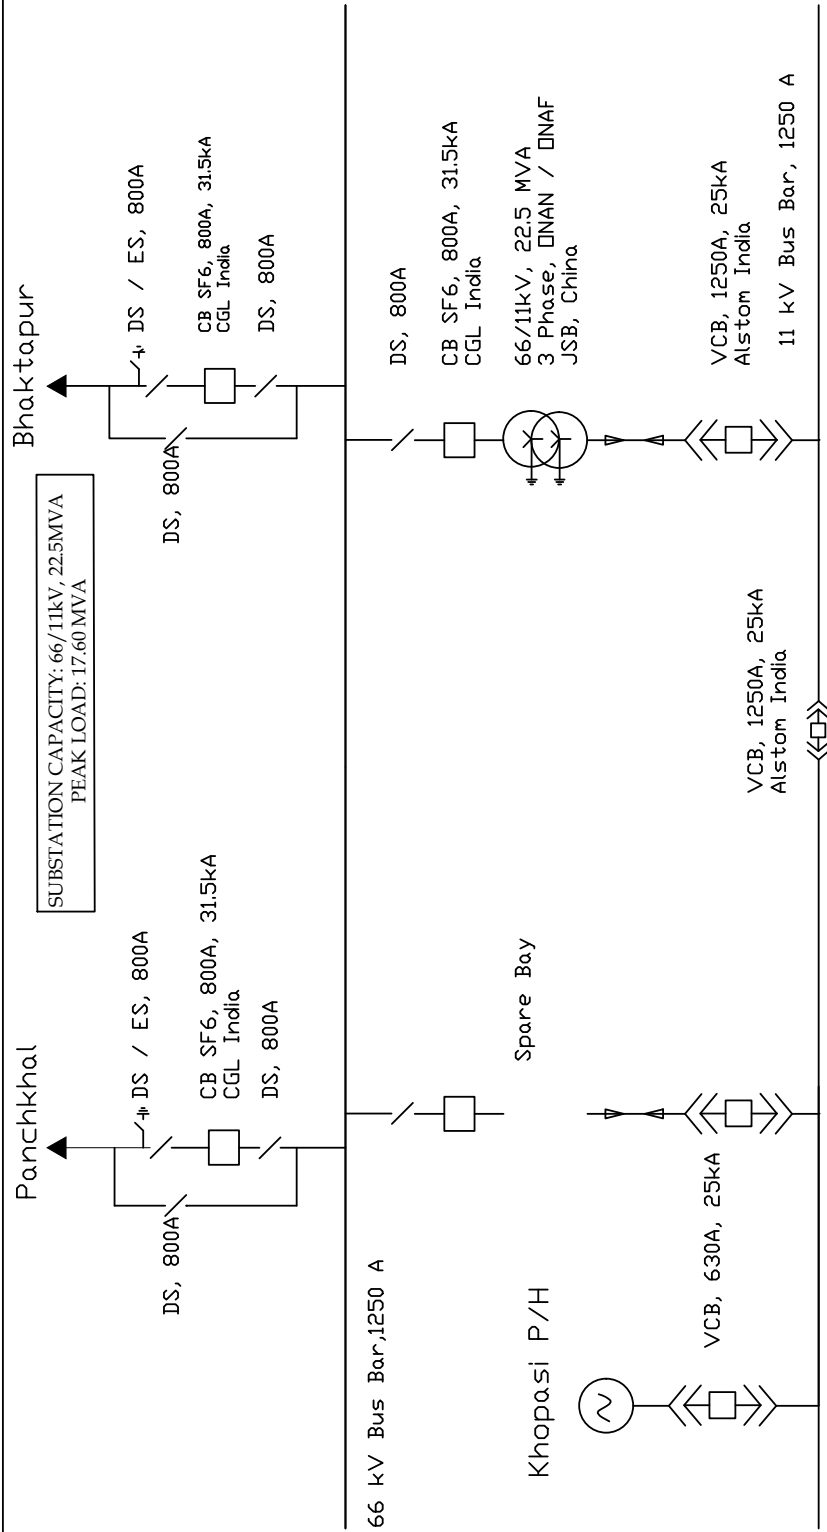 Panchkhal
Bhaktapur
SUBSTATION CAPACITY: 66/11kV, 22.5MVA
PEAK LOAD: 17.60 MVA
DS / ES, 800A
DS, 800A
CB SF6, 800A, 31.5kA
CGL India
DS, 800A
DS / ES, 800A
DS, 800A
CB SF6, 800A, 31.5kA
CGL India
DS, 800A
66 kV Bus Bar,1250 A
DS, 800A
CB SF6, 800A, 31.5kA
CGL India
Spare Bay
66/11kV, 22.5 MVA
3 Phase, ONAN / ONAF
JSB, China
Khopasi P/H
VCB, 630A, 25kA
VCB, 1250A, 25kA
Alstom India
VCB, 1250A, 25kA
Alstom India
11 kV Bus Bar, 1250 A